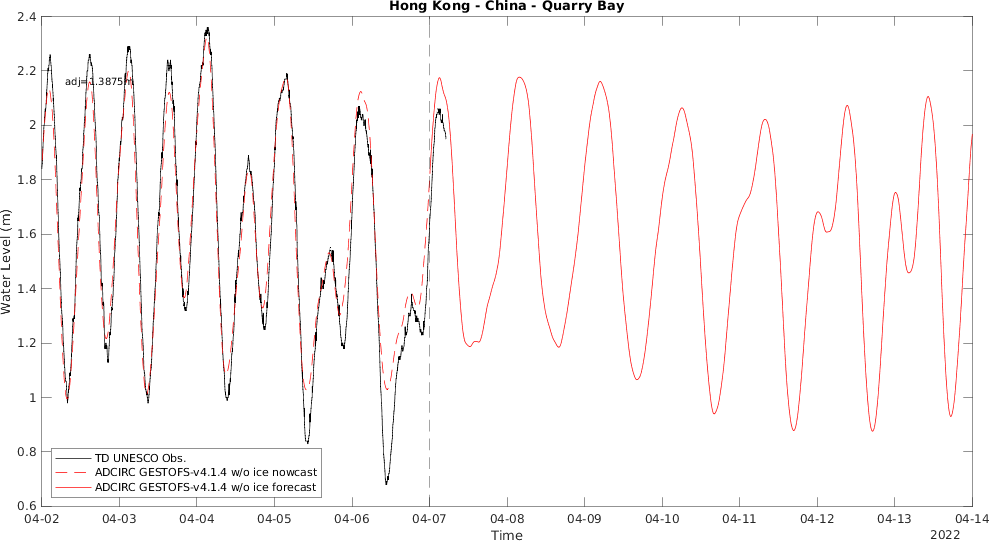 Hong Kong - China - Quarry Bay
2.4
2.2
2
1.8
1.6
1.4
1.2
1
0.8
0.6
Water Level (m)
adj=1.3875m
TD UNESCO Obs.
ADCIRC GESTOFS-v4.1.4 w/o ice nowcast
ADCIRC GESTOFS-v4.1.4 w/o ice forecast
04-02 04-03 04-04 04-05 04-06 04-07 04-08 04-09 04-10 04-11 04-12 04-13 04-14
Time
2022